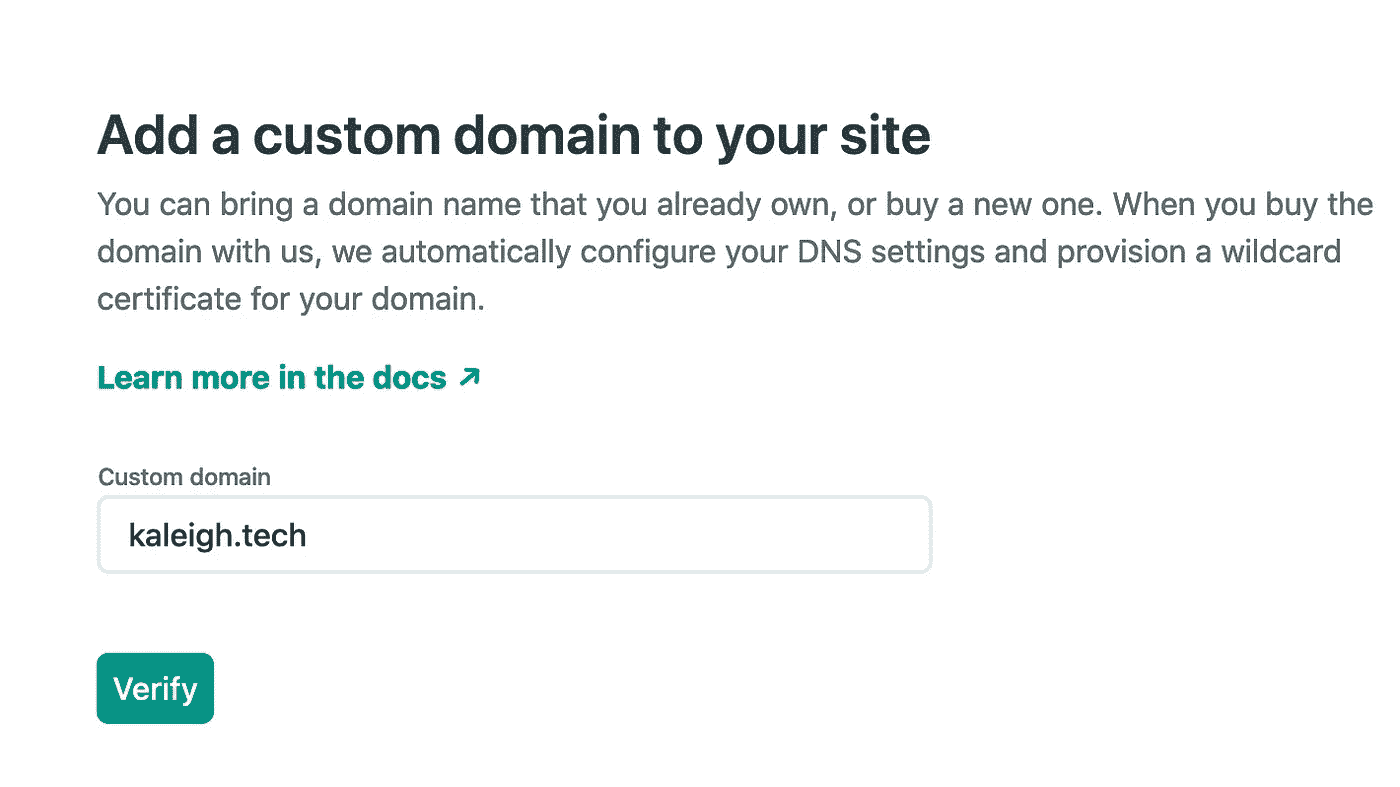 Add a custom domain to your site
You can bring a domain name that you already own, or buy a new one. When you buy the
domain with us, we automatically configure your DNS settings and provision a wildcard
certificate for your domain.
Learn more in the docs ↗
Custom domain
kaleigh.tech
Verify